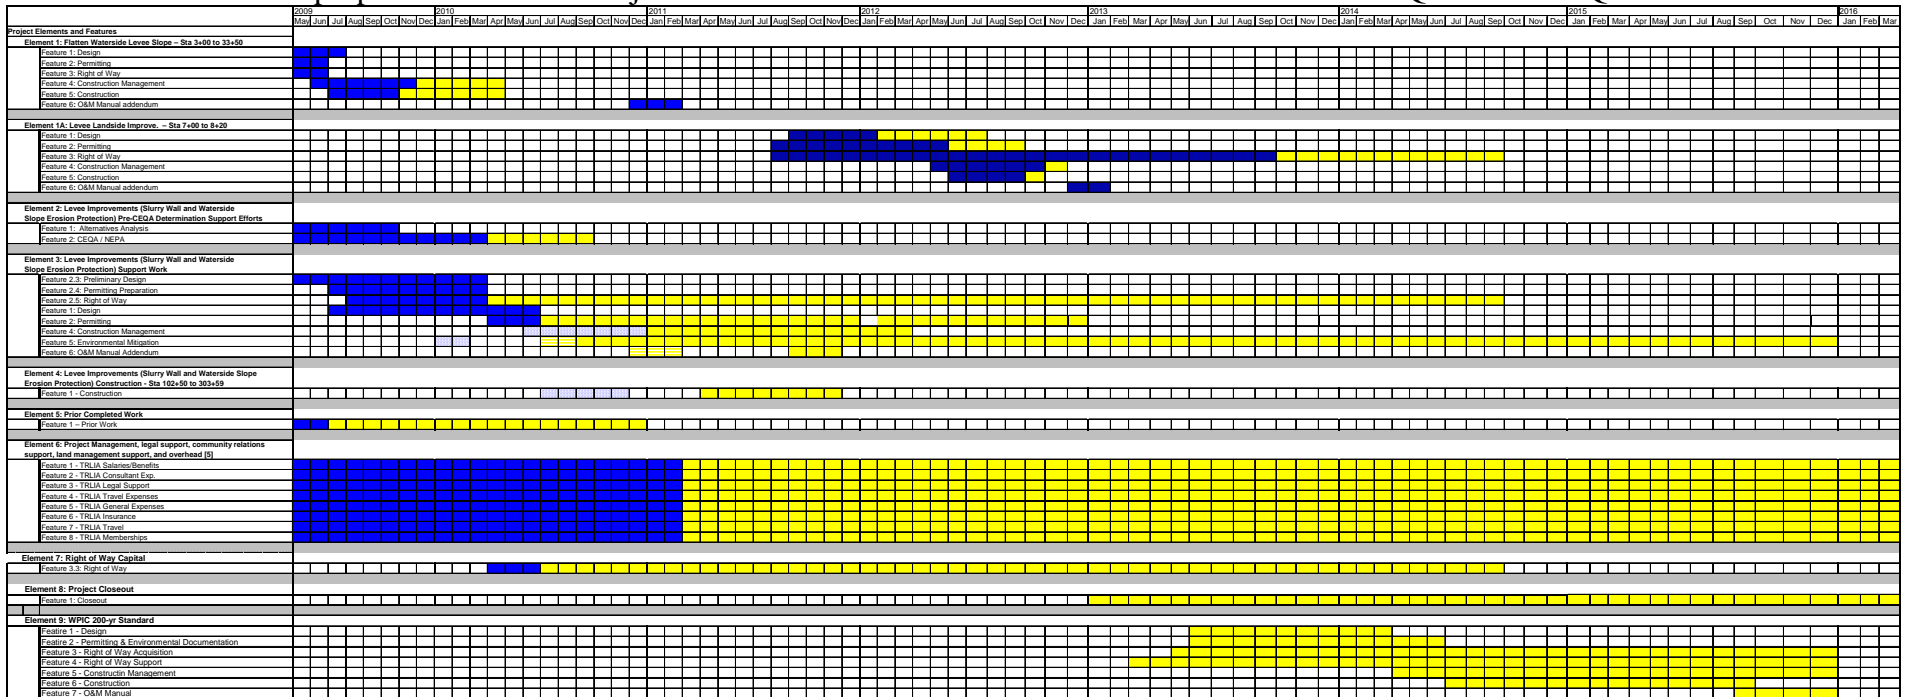 2009 2010 2011 2012 2013 2014 2015 2016
May Jun Jul Aug Sep Oct Nov Dec Jan Feb Mar Apr May Jun Jul Aug Sep Oct Nov Dec Jan Feb Mar Apr May Jun Jul Aug Sep Oct Nov Dec Jan Feb Mar Apr May Jun Jul Aug Sep Oct Nov Dec Jan Feb Mar Apr May Jun Jul Aug Sep Oct Nov Dec Jan Feb Mar Apr May Jun Jul Aug Sep Oct Nov Dec Jan Feb Mar Apr May Jun Jul Aug Sep Oct Nov Dec Jan Feb Mar
Project Elements and Features
Element 1: Flatten Waterside Levee Slope – Sta 3+00 to 33+50
Feature 1: Design
Feature 2: Permitting
Feature 3: Right of Way
Feature 4: Construction Management
Feature 5: Construction
Feature 6: O&M Manual addendum
Element 1A: Levee Landside Improve. – Sta 7+00 to 8+20
Feature 1: Design
Feature 2: Permitting
Feature 3: Right of Way
Feature 4: Construction Management
Feature 5: Construction
Feature 6: O&M Manual addendum
Element 2: Levee Improvements (Slurry Wall and Waterside
Slope Erosion Protection) Pre-CEQA Determination Support Efforts
Feature 1: Alternatives Analysis
Feature 2: CEQA / NEPA
Element 3: Levee Improvements (Slurry Wall and Waterside
Slope Erosion Protection) Support Work
Feature 2.3: Preliminary Design
Feature 2.4: Permitting Preparation
Feature 2.5: Right of Way
Feature 1: Design
Feature 2: Permitting
Feature 4: Construction Management
Feature 5: Environmental Mitigation
Feature 6: O&M Manual Addendum
Element 4: Levee Improvements (Slurry Wall and Waterside Slope
Erosion Protection) Construction - Sta 102+50 to 303+59
Feature 1 - Construction
Element 5: Prior Completed Work
Feature 1 – Prior Work
Element 6: Project Management, legal support, community relations
support, land management support, and overhead [5]
Feature 1 - TRLIA Salaries/Benefits
Feature 2 - TRLIA Consultant Exp.
Feature 3 - TRLIA Legal Support
Feature 4 - TRLIA Travel Expenses
Feature 5 - TRLIA General Expenses
Feature 6 - TRLIA Insurance
Feature 7 - TRLIA Travel
Feature 8 - TRLIA Memberships
Element 7: Right of Way Capital
Feature 3.3: Right of Way
Element 8: Project Closeout
Feature 1: Closeout
Element 9: WPIC 200-yr Standard
Featire 1 - Design
Featire 2 - Permitting & Environmental Documentation
Feature 3 - Right of Way Acquisition
Feature 4 - Right of Way Support
Feature 5 - Constructin Management
Feature 6 - Construction
Feature 7 - O&M Manual